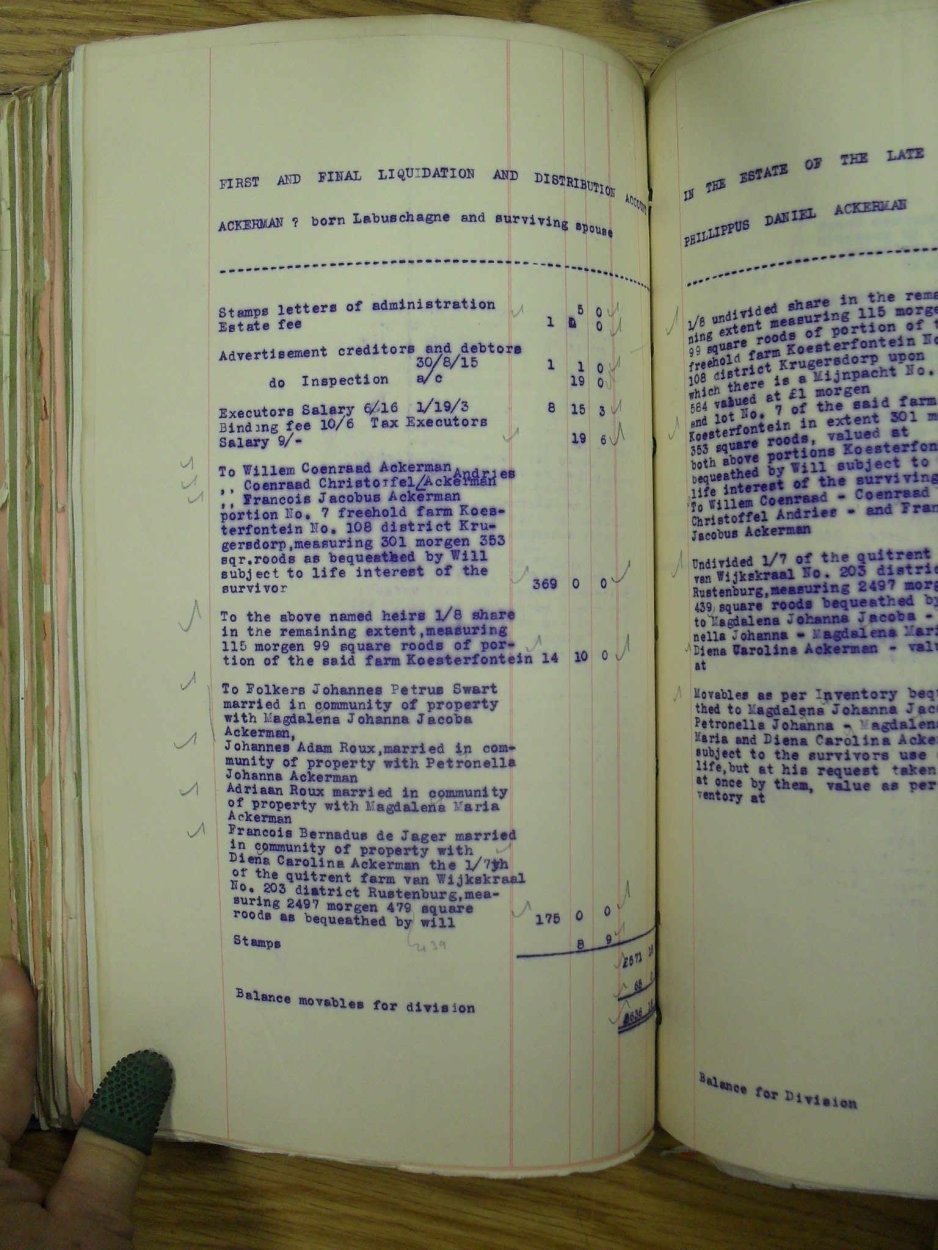 FIRST AND FINAL LIQUIDATION AND DISTRIBUTION ACCOUNT
ACKERMAN ? born Labuschagne and surviving spouse
Stamps letters of administration 5 0
Estate fee 1 0
Advertisement creditors and debtors
30/8/15 1 1 0
do Inspection a/c 19 0
Executors Salary 6/16 1/19/3 8 15 3
Binding fee 10/6 Tax Executors
Salary 9/- 19 6
To Willem Coenraad Ackerman
,, Coenraad Christoffel/Ackerman Andries
,, Francois Jacobus Ackerman
portion No. 7 freehold farm Koes-
terfontein No. 108 district Kru-
gersdorp,measuring 301 morgen 353
sqr.roods as bequeathed by Will
subject to life interest of the
survivor 369 0 0
To the above named heirs 1/8 share
in the remaining extent,measuring
115 morgen 99 square roods of por-
tion of the said farm Koesterfontein 14 10 0
To Folkers Johannes Petrus Swart
married in community of property
with Magdalena Johanna Jacoba
Ackerman,
Johannes Adam Roux,married in com-
munity of property with Petronella
Johanna Ackerman
Adriaan Roux married in community
of property with Magdalena Maria
Ackerman
Francois Bernadus de Jager married
in community of property with
Diena Carolina Ackerman the 1/7th
of the quitrent farm van Wijkskraal
No. 203 district Rustenburg,mea-
suring 2497 morgen 479 square
roods as bequeathed by will 175 0 0
439
Stamps 8 9
£571
68
£636
Balance movables for division
IN THE ESTATE OF THE LATE
PHILLIPPUS DANIEL ACKERMAN
1/8 undivided share in the rema
ning extent measuring 115 morge
99 square roods of portion of t
freehold farm Koesterfontein No
108 district Krugersdorp upon
which there is a Mijnpacht No.
584 valued at £1 morgen
and lot No. 7 of the said farm
Koesterfontein in extent 301 m
353 square roods, valued at
both above portions Koesterfon
bequeathed by Will subject to
life interest of the surviving
To Willem Coenraad - Coenraad
Christoffel Andries - and Fran
Jacobus Ackerman
Undivided 1/7 of the quitrent
van Wijkskraal No. 203 distric
Rustenburg,measuring 2497 morg
439 square roods bequeathed by
to Magdalena Johanna Jacoba -
nella Johanna - Magdalena Mari
Diena Carolina Ackerman - valu
at
Movables as per Inventory beq
thed to Magdalena Johanna Jaco
Petronella Johanna - Magdalena
Maria and Diena Carolina Acke
subject to the survivors use
life,but at his request taken
at once by them, value as per
ventory at
Balance for Division